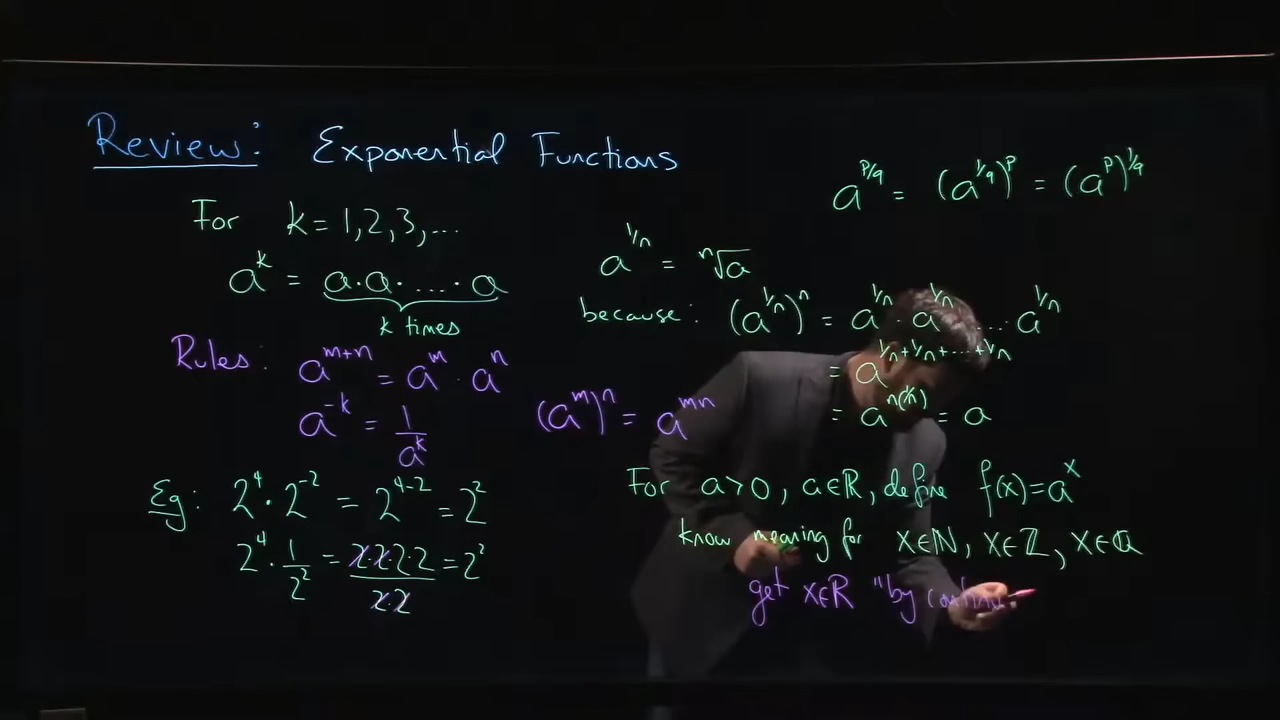 Review: Exponential Functions
For k = 1,2,3,...
a^k = a·a·....·a
k times
Rules: a^{m+n} = a^m · a^n
a^{-k} = 1/a^k
(a^m)^n = a^{mn}
Eg: 2^4 · 2^{-2} = 2^{4-2} = 2^2
2^4 · 1/2^2 = 2·2·2·2/2·2 = 2^2
a^{p/q} = (a^{1/q})^p = (a^p)^{1/q}
a^{1/n} = ⁿ√a
because: (a^{1/n})^n = a^{1/n} · a^{1/n} ... a^{1/n}
= a^{1/n+1/n+...+1/n}
= a^{n(1/n)} = a
For a>0, a∈ℝ, define f(x)=a^x
know meaning for x∈ℕ, x∈ℤ, x∈ℚ
get x∈ℝ "by continu